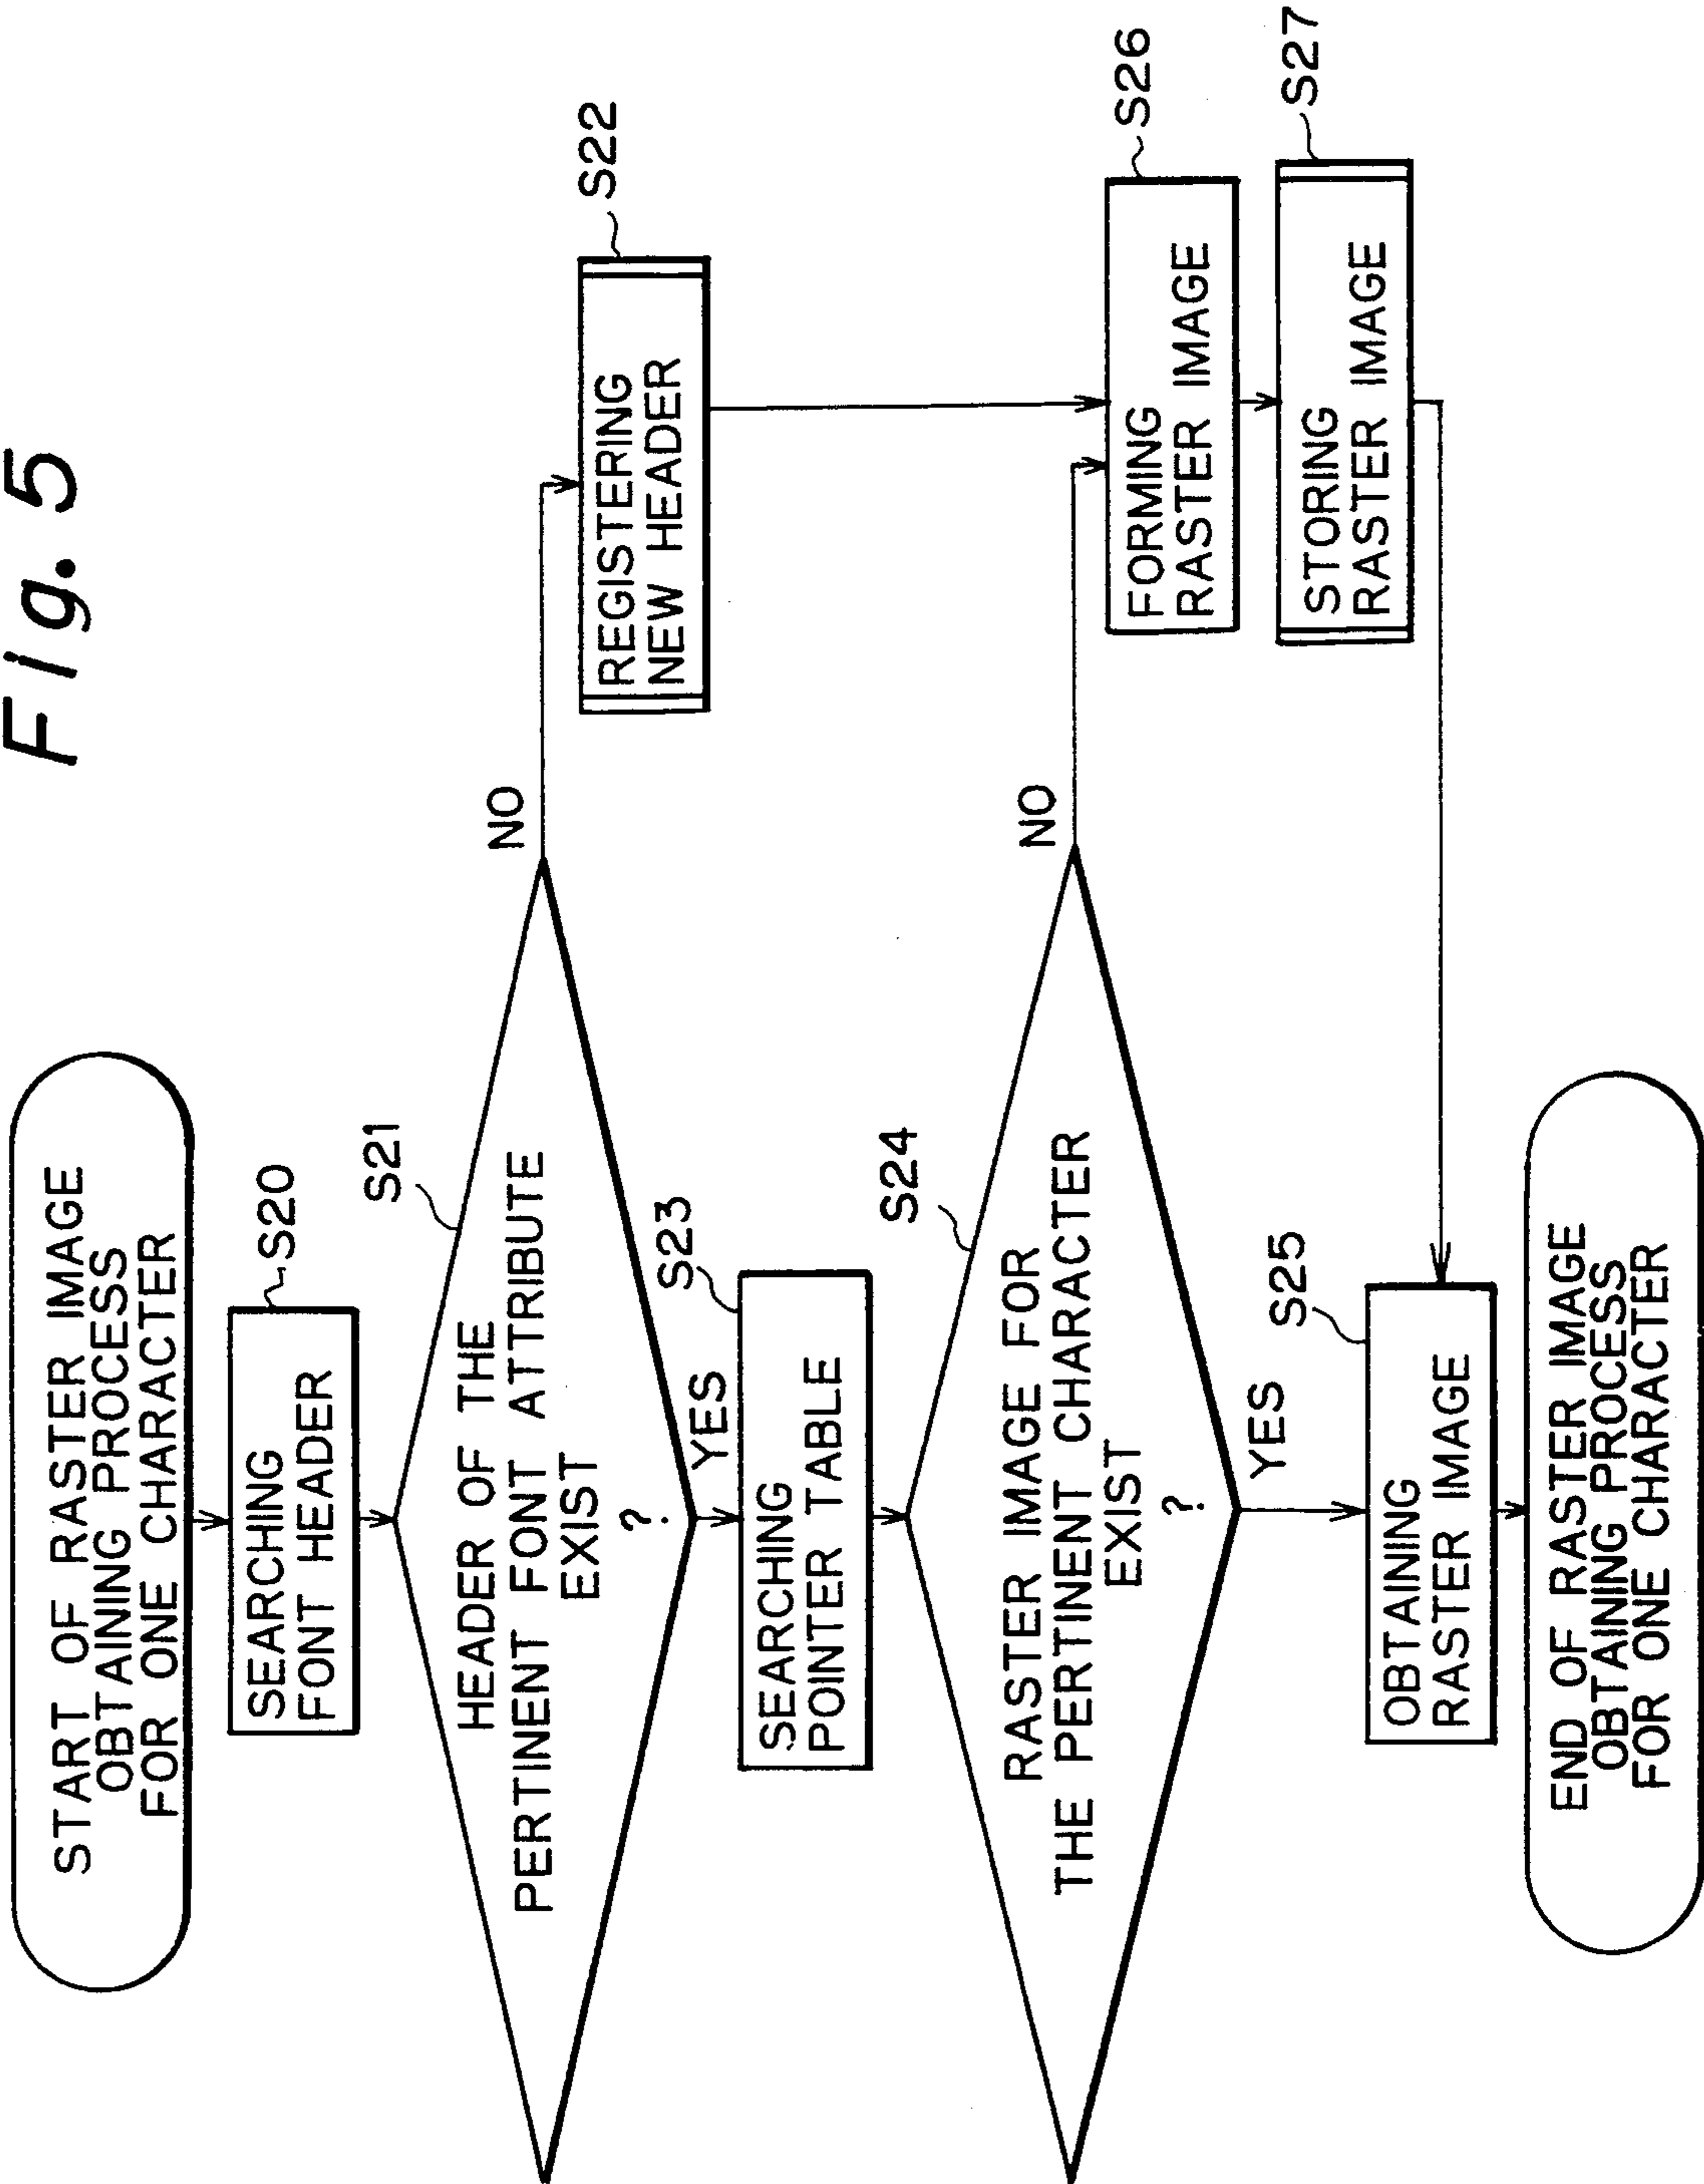 Fig. 5
START OF RASTER IMAGE
OBTAINING PROCESS
FOR ONE CHARACTER
SEARCHING
FONT HEADER
S20
S21
HEADER OF THE
PERTINENT FONT ATTRIBUTE
EXIST
?
NO
REGISTERING
NEW HEADER
S22
YES
S23
SEARCHING
POINTER TABLE
S24
RASTER IMAGE FOR
THE PERTINENT CHARACTER
EXIST
?
NO
FORMING
RASTER IMAGE
S26
STORING
RASTER IMAGE
S27
YES
S25
OBTAINING
RASTER IMAGE
END OF RASTER IMAGE
OBTAINING PROCESS
FOR ONE CHARACTER